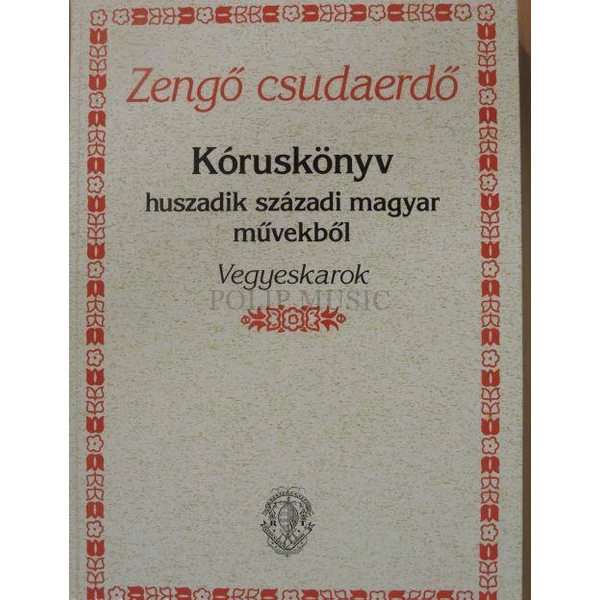 Zengő csudaerdő
Kóruskönyv
huszadik századi magyar
művekből
Vegyeskarok
POLIP MUSIC